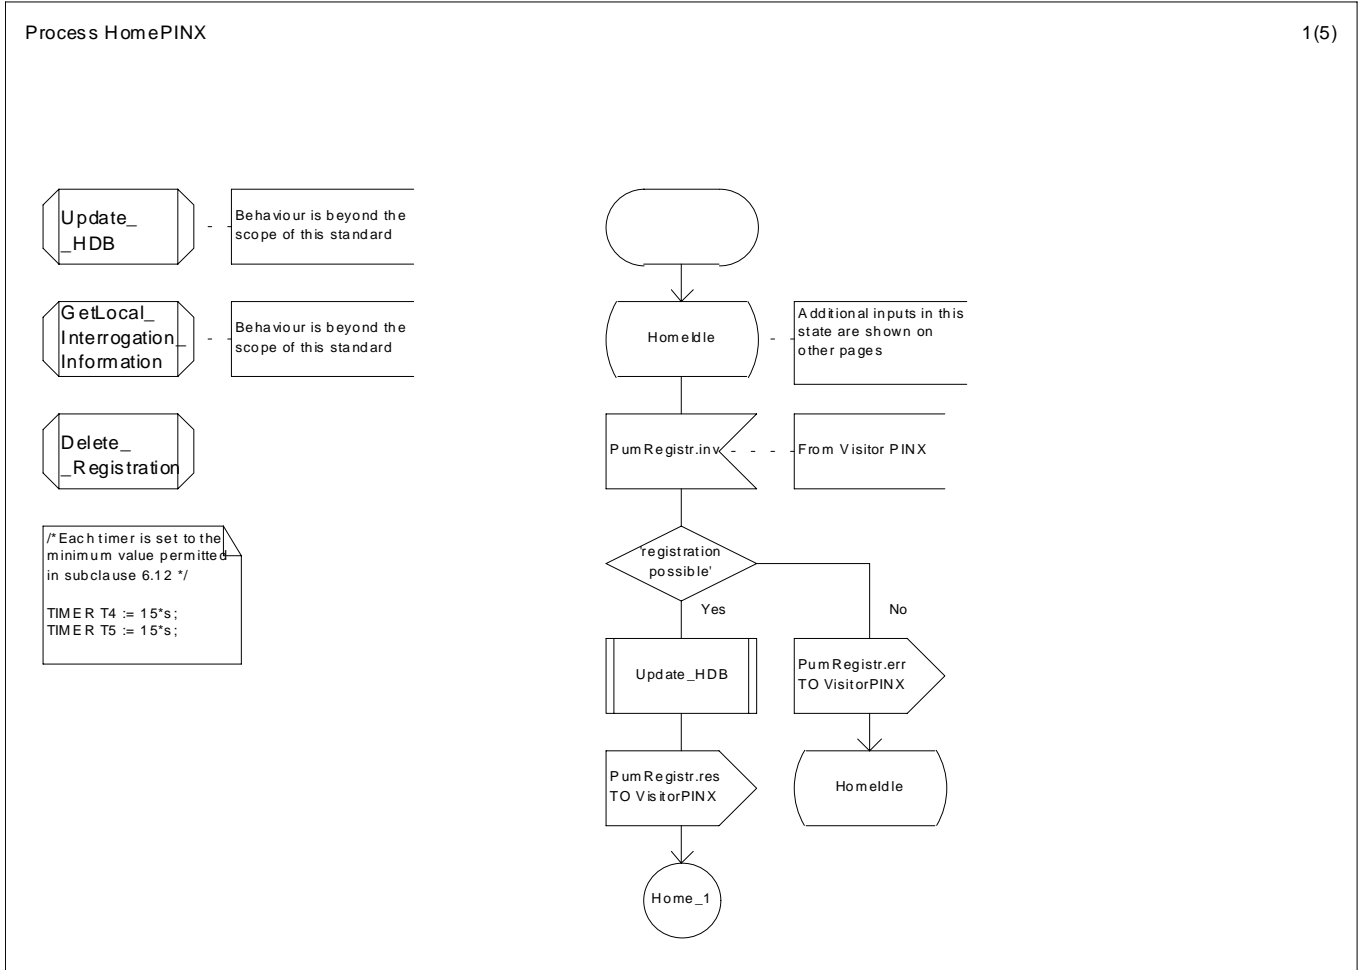 Process HomePINX
1(5)
Update_
_HDB
Behaviour is beyond the
scope of this standard
GetLocal_
Interrogation_
Information
Behaviour is beyond the
scope of this standard
Delete_
_Registration
/*Each timer is set to the
minimum value permitted
in subclause 6.12 */
TIMER T4 := 15*s;
TIMER T5 := 15*s;
HomeIdle
Additional inputs in this
state are shown on
other pages
PumRegistr.inv
From Visitor PINX
'registration
possible'
Yes
No
Update_HDB
PumRegistr.err
TO VisitorPINX
PumRegistr.res
TO VisitorPINX
HomeIdle
Home_1